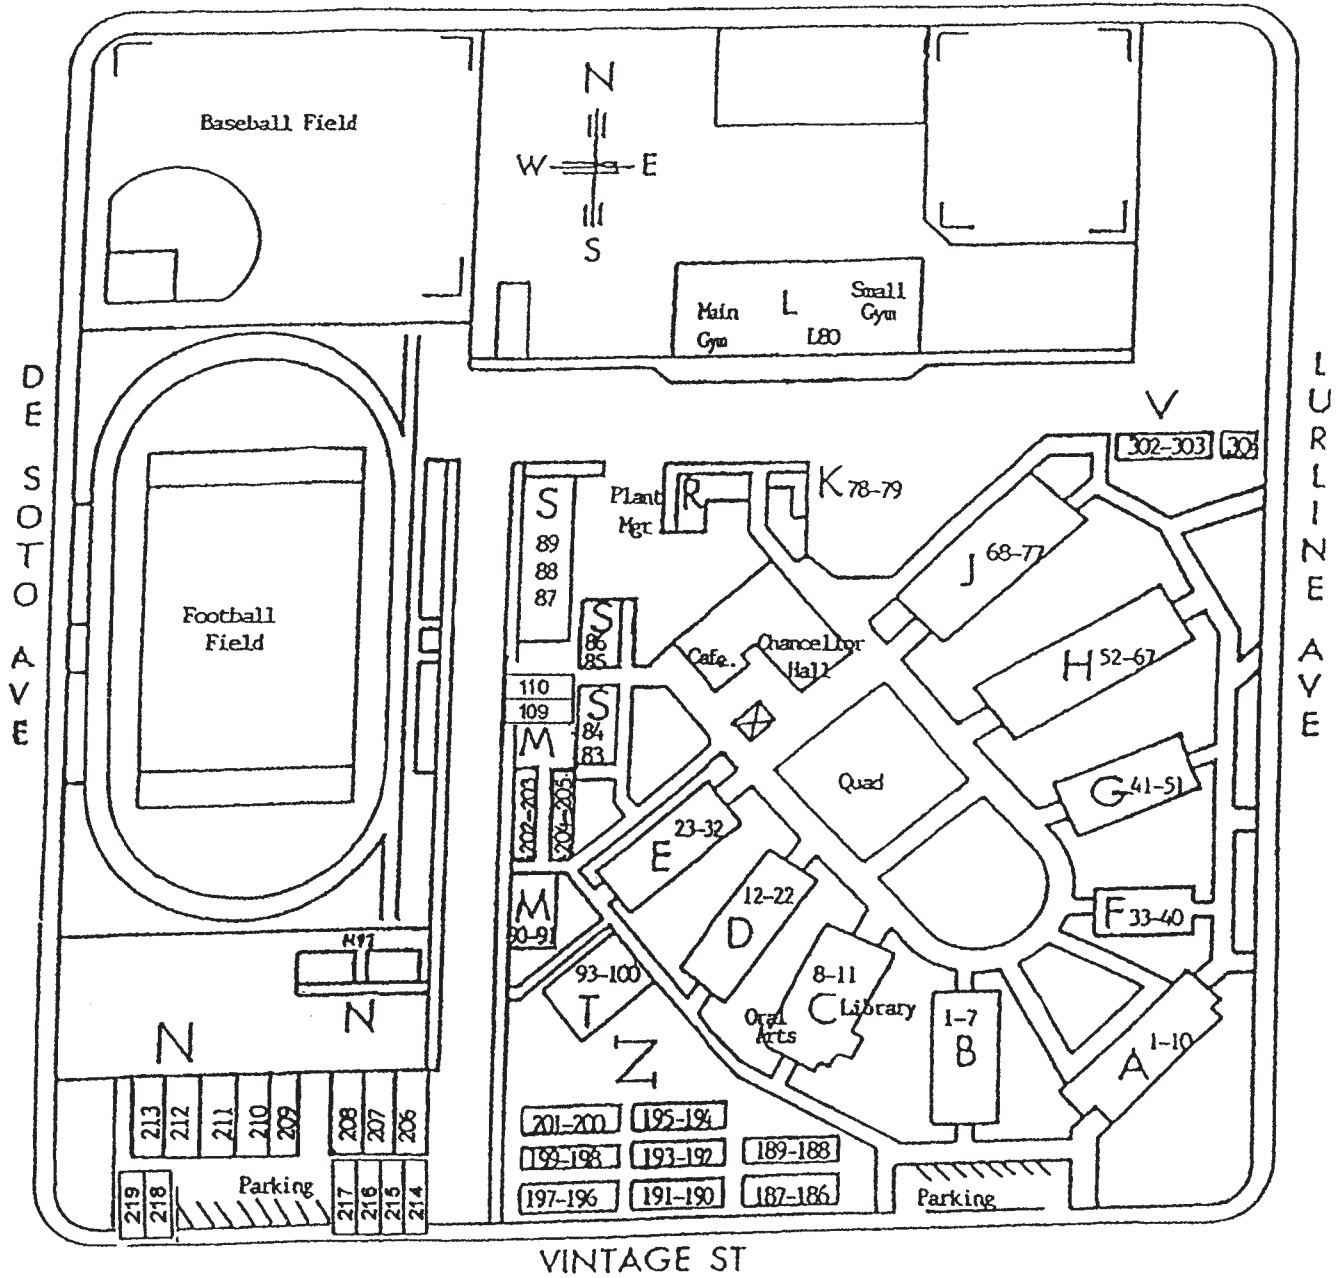 N
W E
S
Baseball Field
Main
Gym
L
L80
Small
Gym
DE SOTO AVE
LURLINE AVE
V
302-303
Football
Field
S
89
88
87
Plant
Mgr
R
K 78-79
J 68-77
S
86
85
Cafe.
Chancellor
Hall
H 52-67
110
109
S
84
83
M
202-203
204-205
Quad
G 41-51
E 23-32
D 12-22
F 33-40
M
90-91
T 93-100
8-11
C Library
Oral
Arts
1-7
B
A 1-10
N
N
Z
213
212
211
210
209
208
207
206
219
218
Parking
217
216
215
214
201-200
195-194
199-198
193-192
189-188
197-196
191-190
187-186
Parking
VINTAGE ST